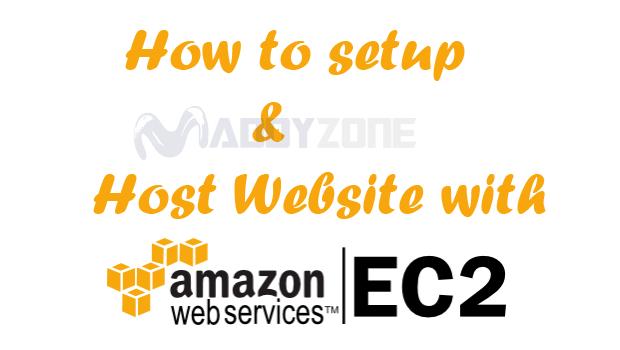 How to setup
&
MADDYZONE
Host Website with
amazon
web services™
EC2